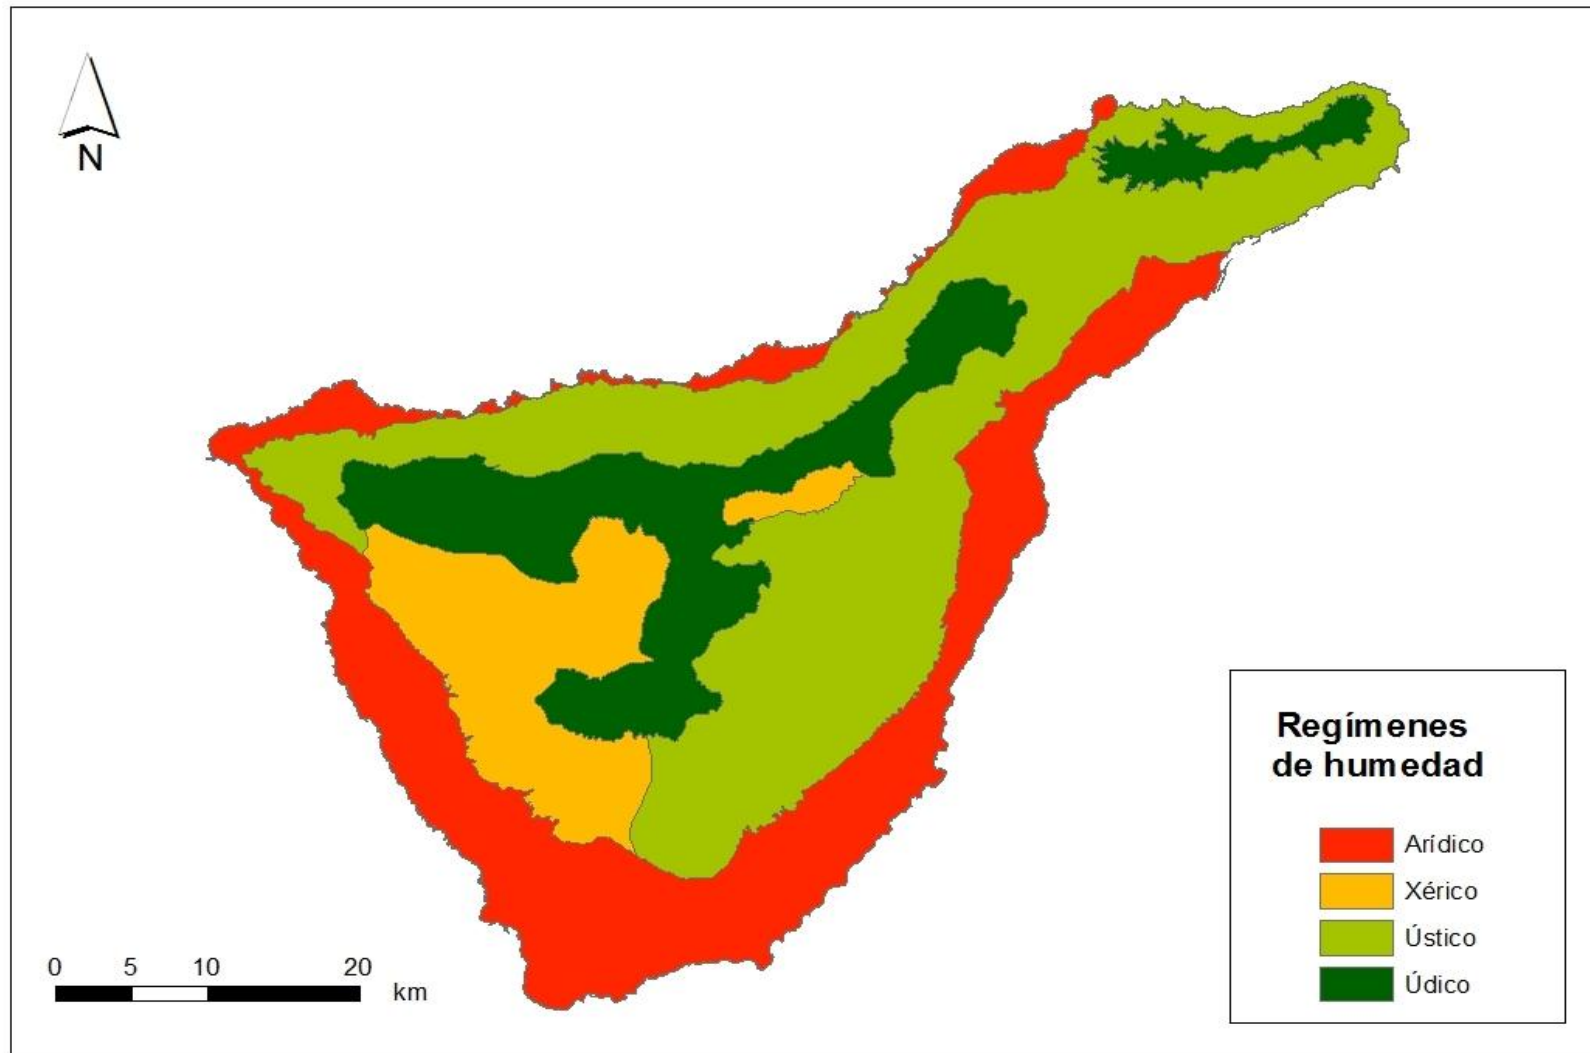 N
Regímenes
de humedad
Arídico
Xérico
Ústico
Údico
0 5 10 20
km